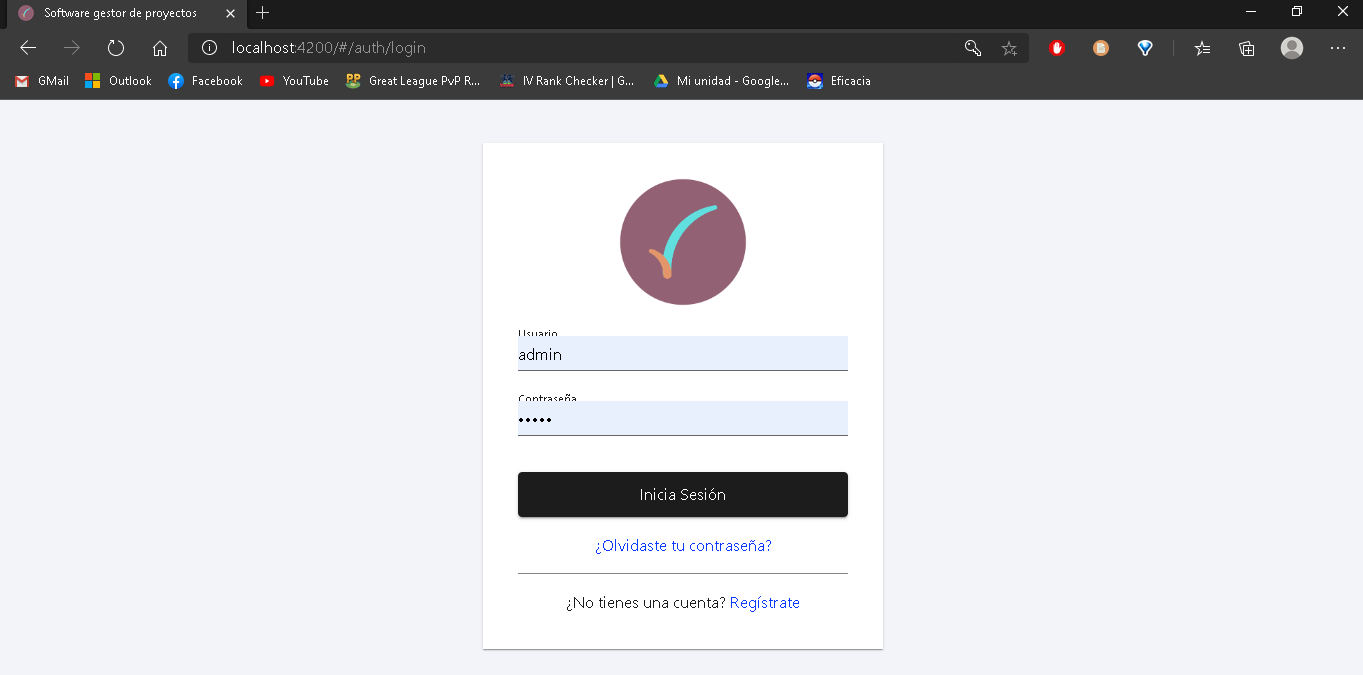 Software gestor de proyectos
localhost:4200/#/auth/login
GMail Outlook Facebook YouTube Great League PvP R... IV Rank Checker | G... Mi unidad - Google... Eficacia
Usuario
admin
Contraseña
•••••
Inicia Sesión
¿Olvidaste tu contraseña?
¿No tienes una cuenta? Regístrate